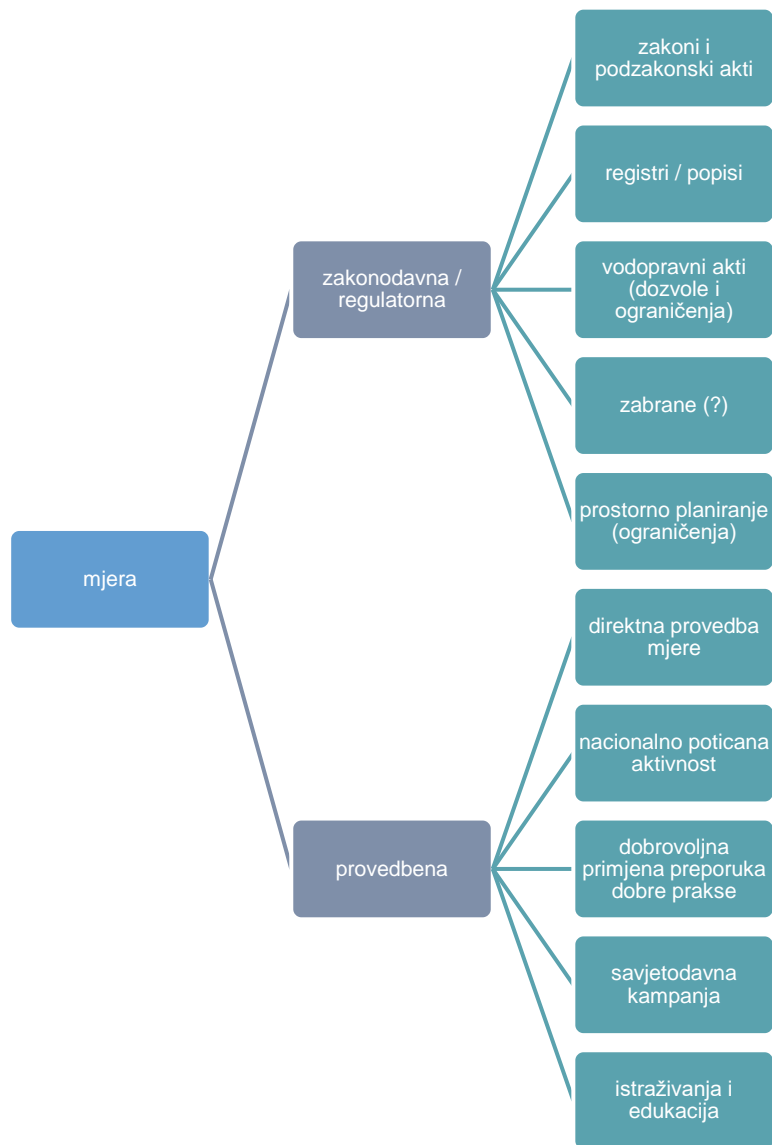 mjera
zakonodavna /
regulatorna
zakoni i
podzakonski akti
registri / popisi
vodopravni akti
(dozvole i
ograničenja)
zabrane (?)
prostorno planiranje
(ograničenja)
provedbena
direktna provedba
mjere
nacionalno poticana
aktivnost
dobrovoljna
primjena preporuka
dobre prakse
savjetodavna
kampanja
istraživanja i
edukacija